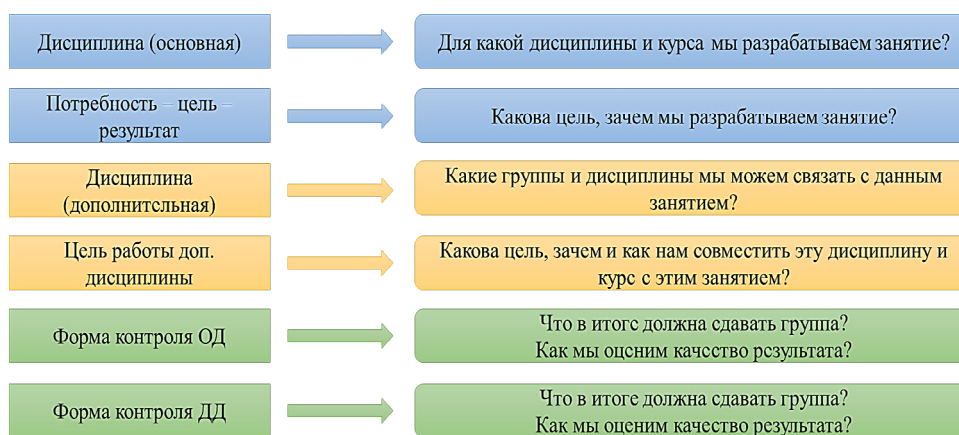 Дисциплина (основная)
Для какой дисциплины и курса мы разрабатываем занятие?
Потребность – цель –
результат
Какова цель, зачем мы разрабатываем занятие?
Дисциплина
(дополнительная)
Какие группы и дисциплины мы можем связать с данным
занятием?
Цель работы доп.
дисциплины
Какова цель, зачем и как нам совместить эту дисциплину и
курс с этим занятием?
Форма контроля ОД
Что в итоге должна сдавать группа?
Как мы оценим качество результата?
Форма контроля ДД
Что в итоге должна сдавать группа?
Как мы оценим качество результата?